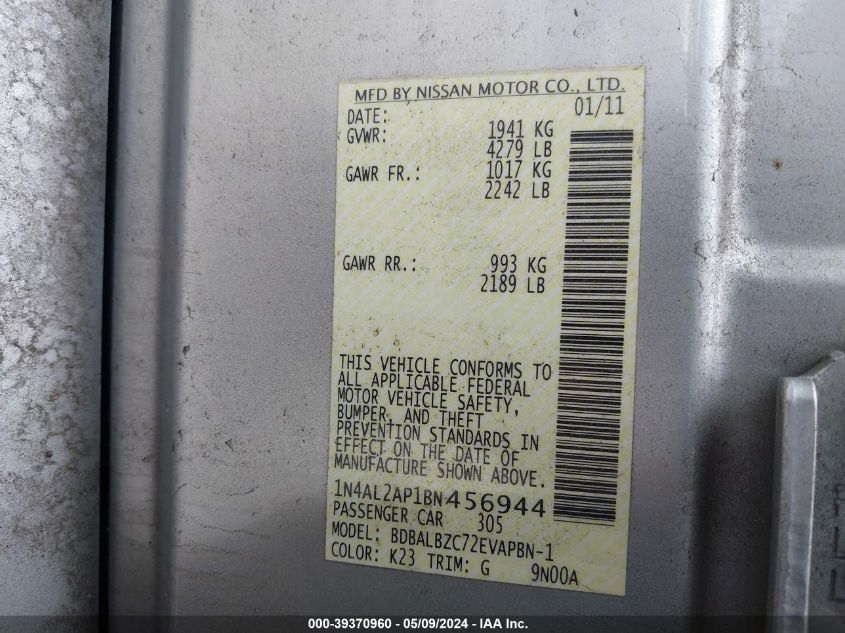 MFD BY NISSAN MOTOR CO., LTD.
DATE: 01/11
GVWR: 1941 KG
4279 LB
GAWR FR.: 1017 KG
2242 LB
GAWR RR.: 993 KG
2189 LB
THIS VEHICLE CONFORMS TO
ALL APPLICABLE FEDERAL
MOTOR VEHICLE SAFETY,
BUMPER, AND THEFT
PREVENTION STANDARDS IN
EFFECT ON THE DATE OF
MANUFACTURE SHOWN ABOVE.
1N4AL2AP1BN456944
PASSENGER CAR 305
MODEL: BDBALBZC72EVAPBN-1
COLOR: K23 TRIM: G 9N00A
000-39370960 - 05/09/2024 - IAA Inc.